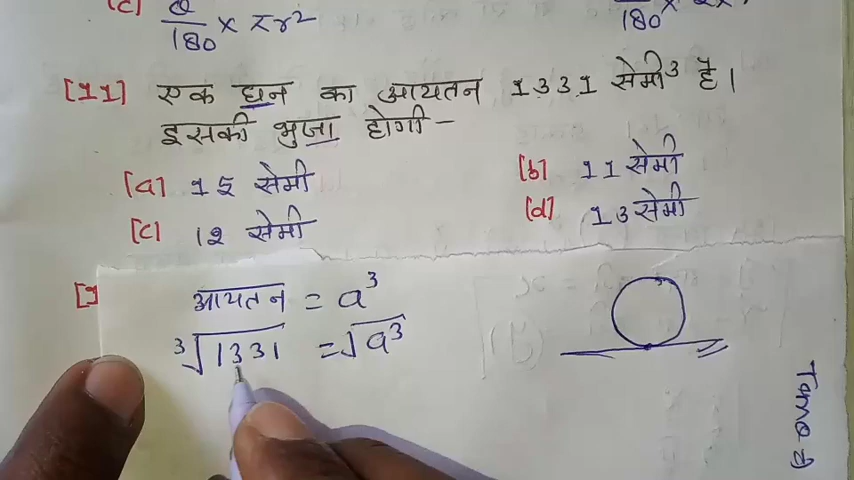 (c) θ/180 × πr²
180
[11] एक घन का आयतन 1331 सेमी³ है।
इसकी भुजा होगी–
[a] 15 सेमी [b] 11 सेमी
[c] 12 सेमी [d] 13 सेमी
आयतन = a³
³√1331 = √a³